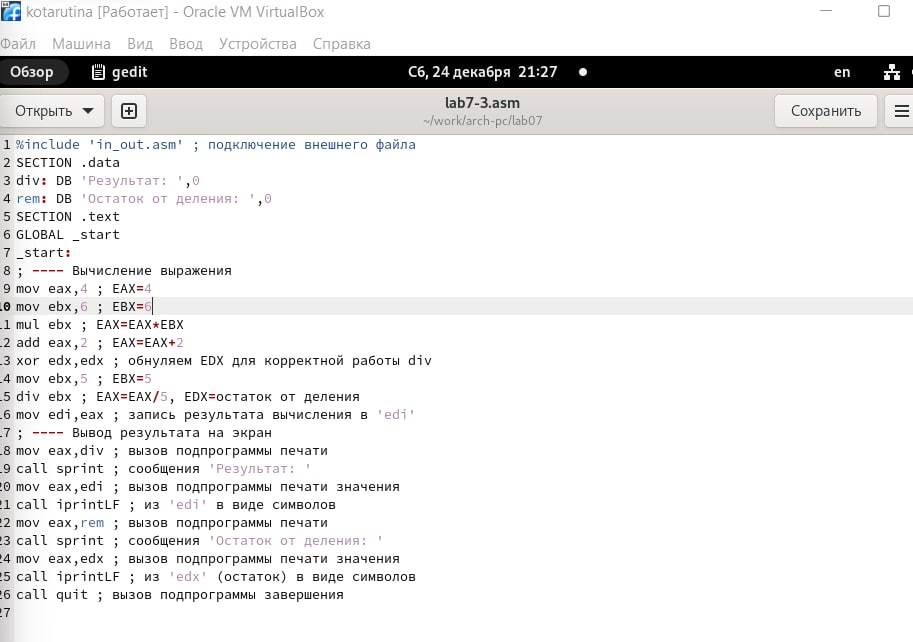 kotarutina [Работает] - Oracle VM VirtualBox
Файл Машина Вид Ввод Устройства Справка
Обзор gedit Сб, 24 декабря 21:27 en
Открыть lab7-3.asm Сохранить
~/work/arch-pc/lab07
1 %include 'in_out.asm' ; подключение внешнего файла
2 SECTION .data
3 div: DB 'Результат: ',0
4 rem: DB 'Остаток от деления: ',0
5 SECTION .text
6 GLOBAL _start
7 _start:
8 ; ---- Вычисление выражения
9 mov eax,4 ; EAX=4
10 mov ebx,6 ; EBX=6
11 mul ebx ; EAX=EAX*EBX
12 add eax,2 ; EAX=EAX+2
13 xor edx,edx ; обнуляем EDX для корректной работы div
14 mov ebx,5 ; EBX=5
15 div ebx ; EAX=EAX/5, EDX=остаток от деления
16 mov edi,eax ; запись результата вычисления в 'edi'
17 ; ---- Вывод результата на экран
18 mov eax,div ; вызов подпрограммы печати
19 call sprint ; сообщения 'Результат: '
20 mov eax,edi ; вызов подпрограммы печати значения
21 call iprintLF ; из 'edi' в виде символов
22 mov eax,rem ; вызов подпрограммы печати
23 call sprint ; сообщения 'Остаток от деления: '
24 mov eax,edx ; вызов подпрограммы печати значения
25 call iprintLF ; из 'edx' (остаток) в виде символов
26 call quit ; вызов подпрограммы завершения
27